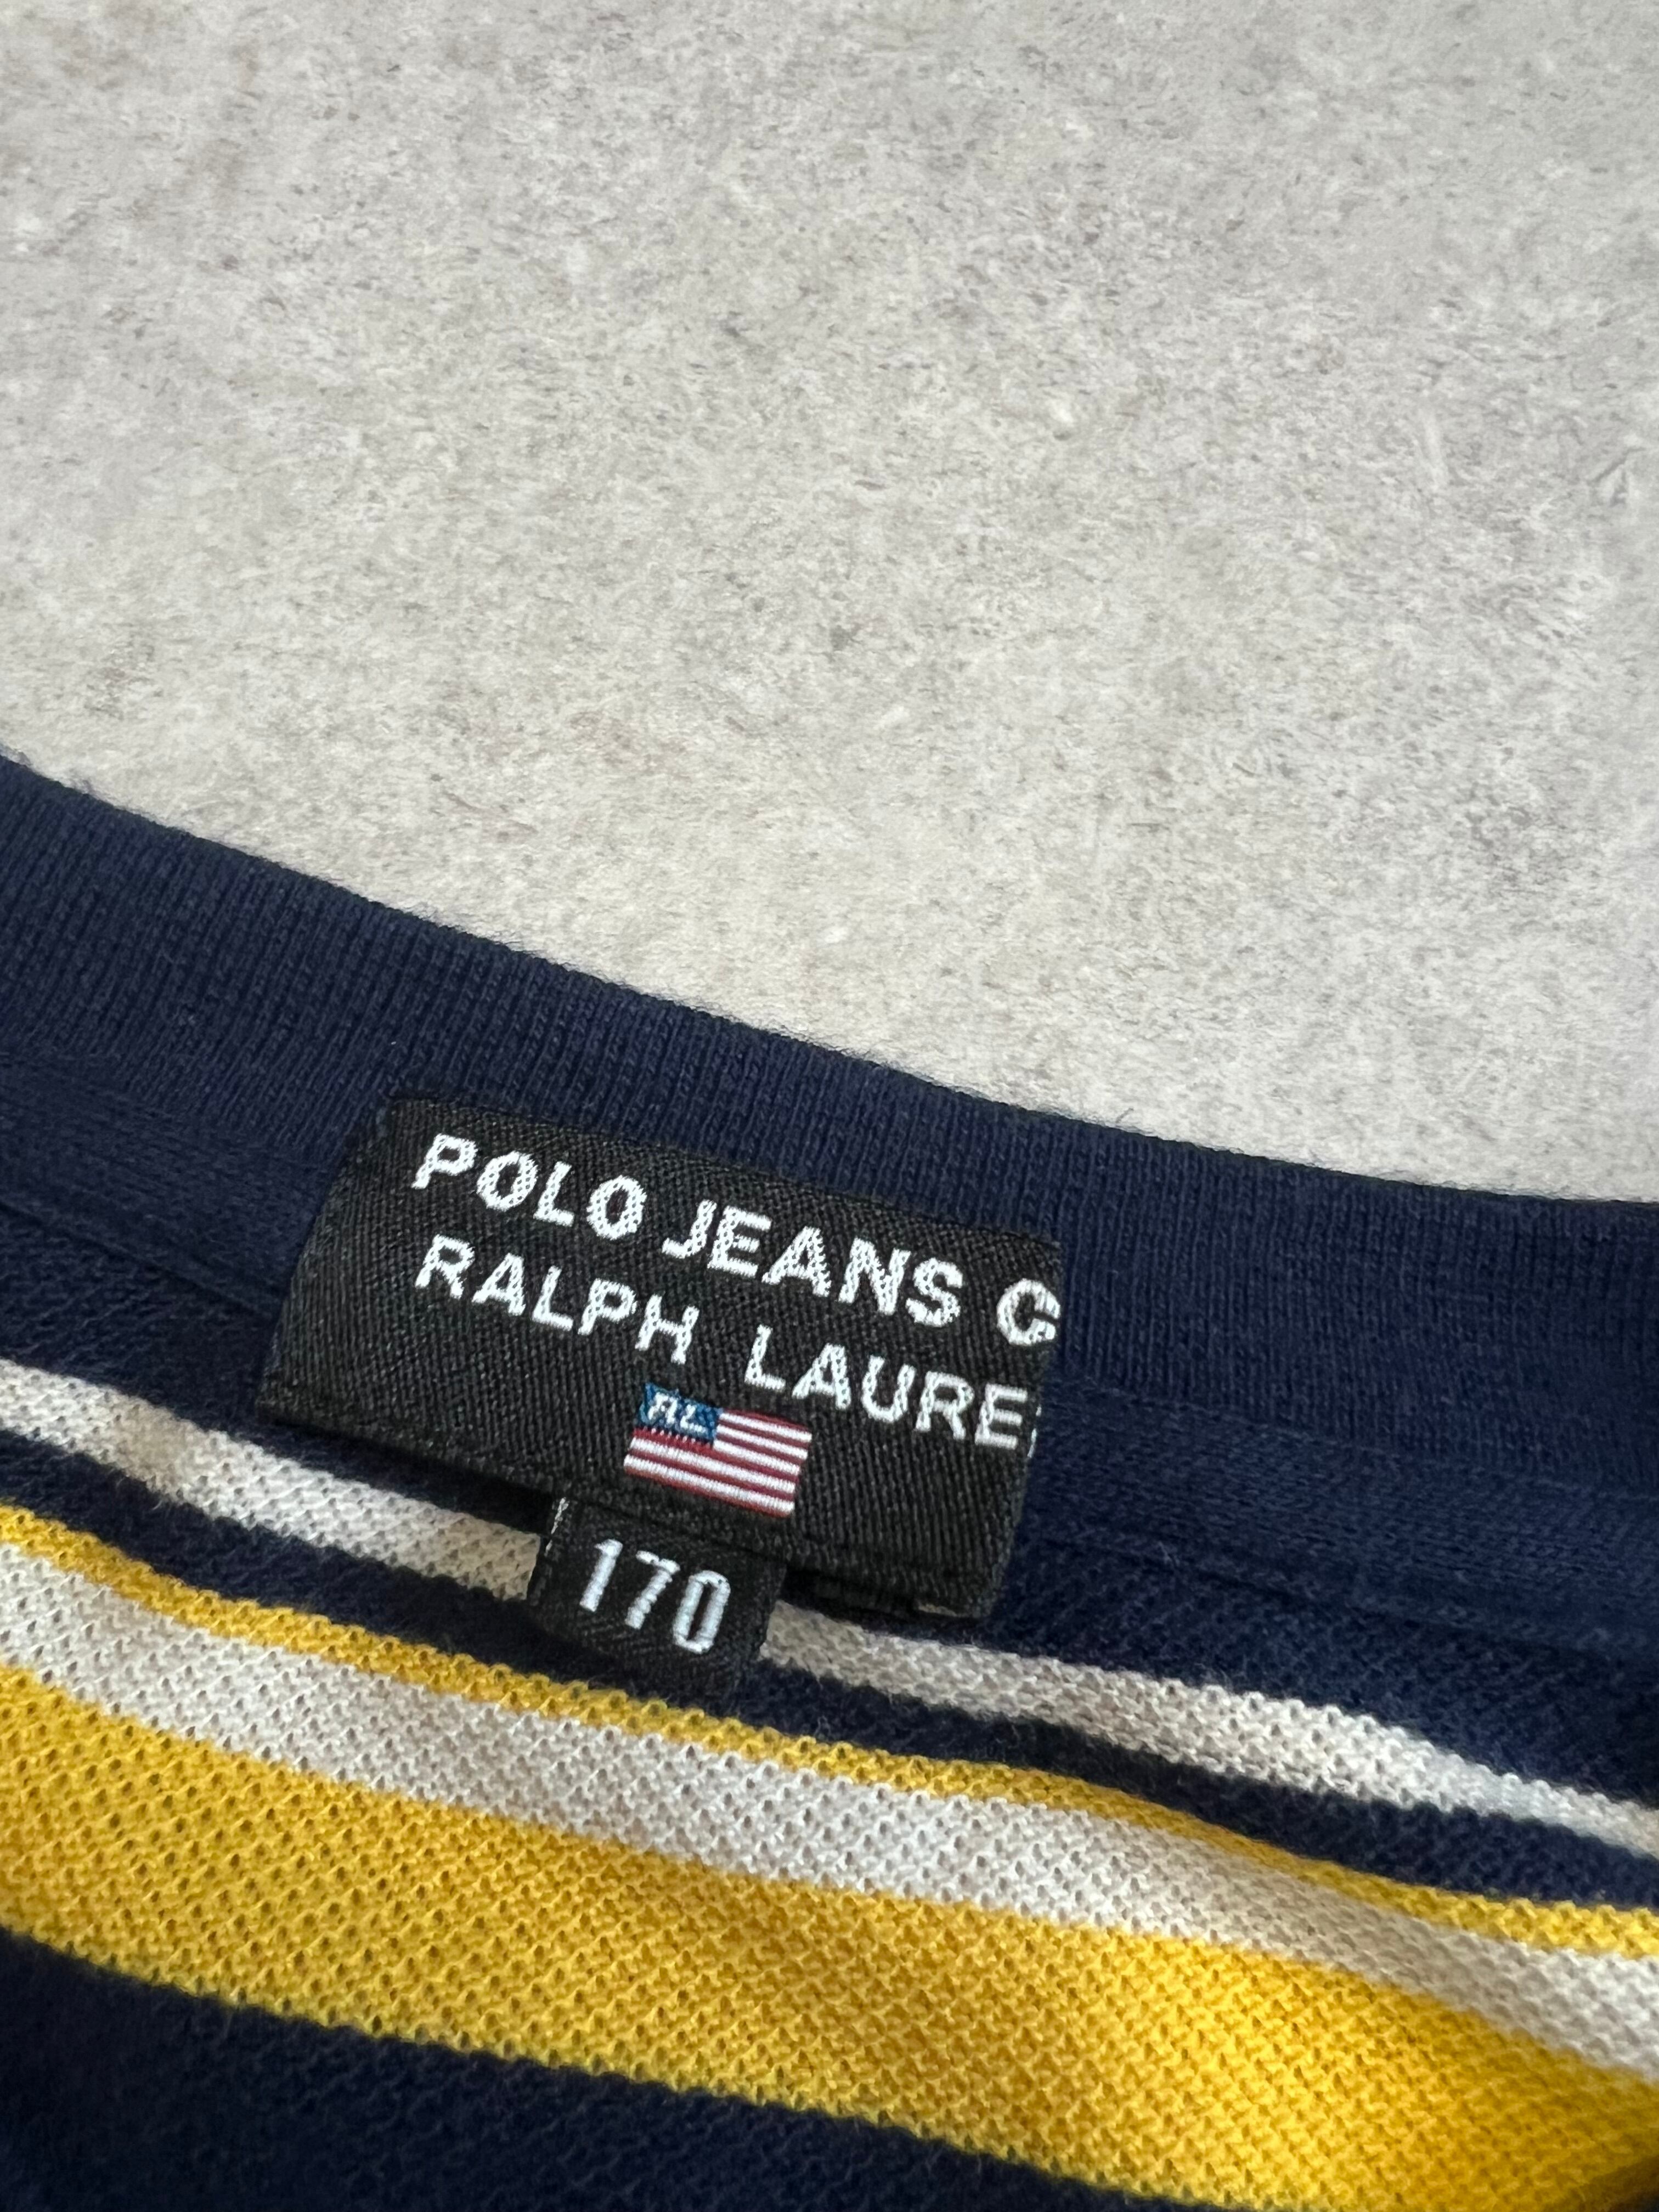 POLO JEANS C
RALPH LAURE
RL
170